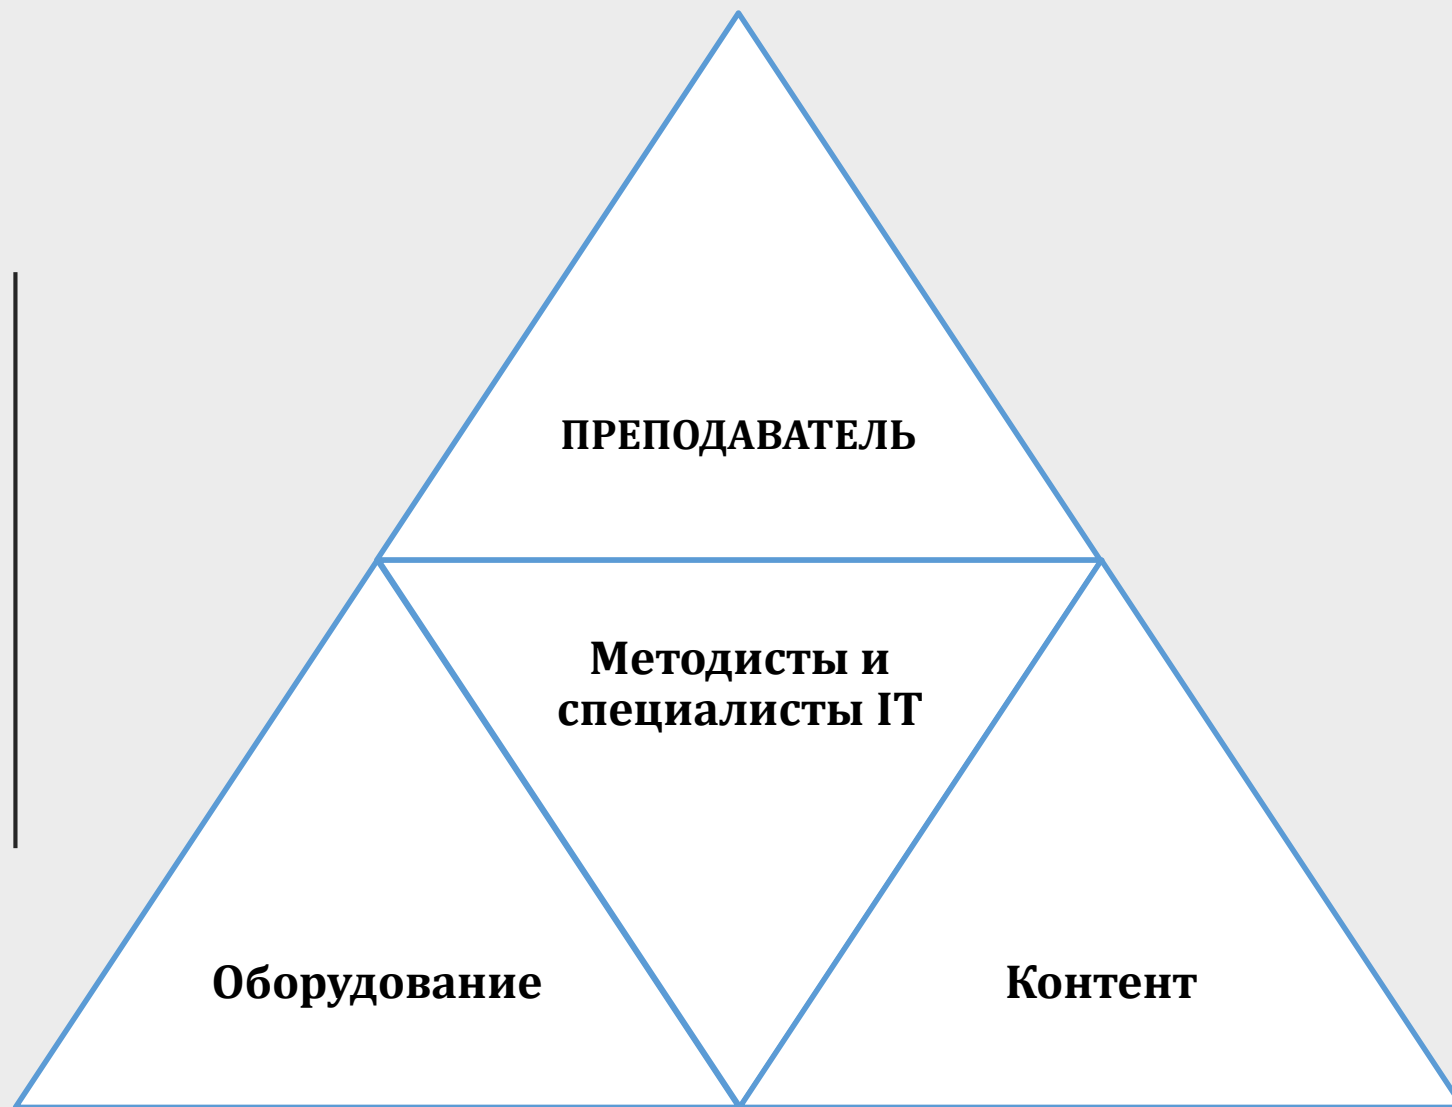 ПРЕПОДАВАТЕЛЬ
Методисты и
специалисты IT
Оборудование
Контент